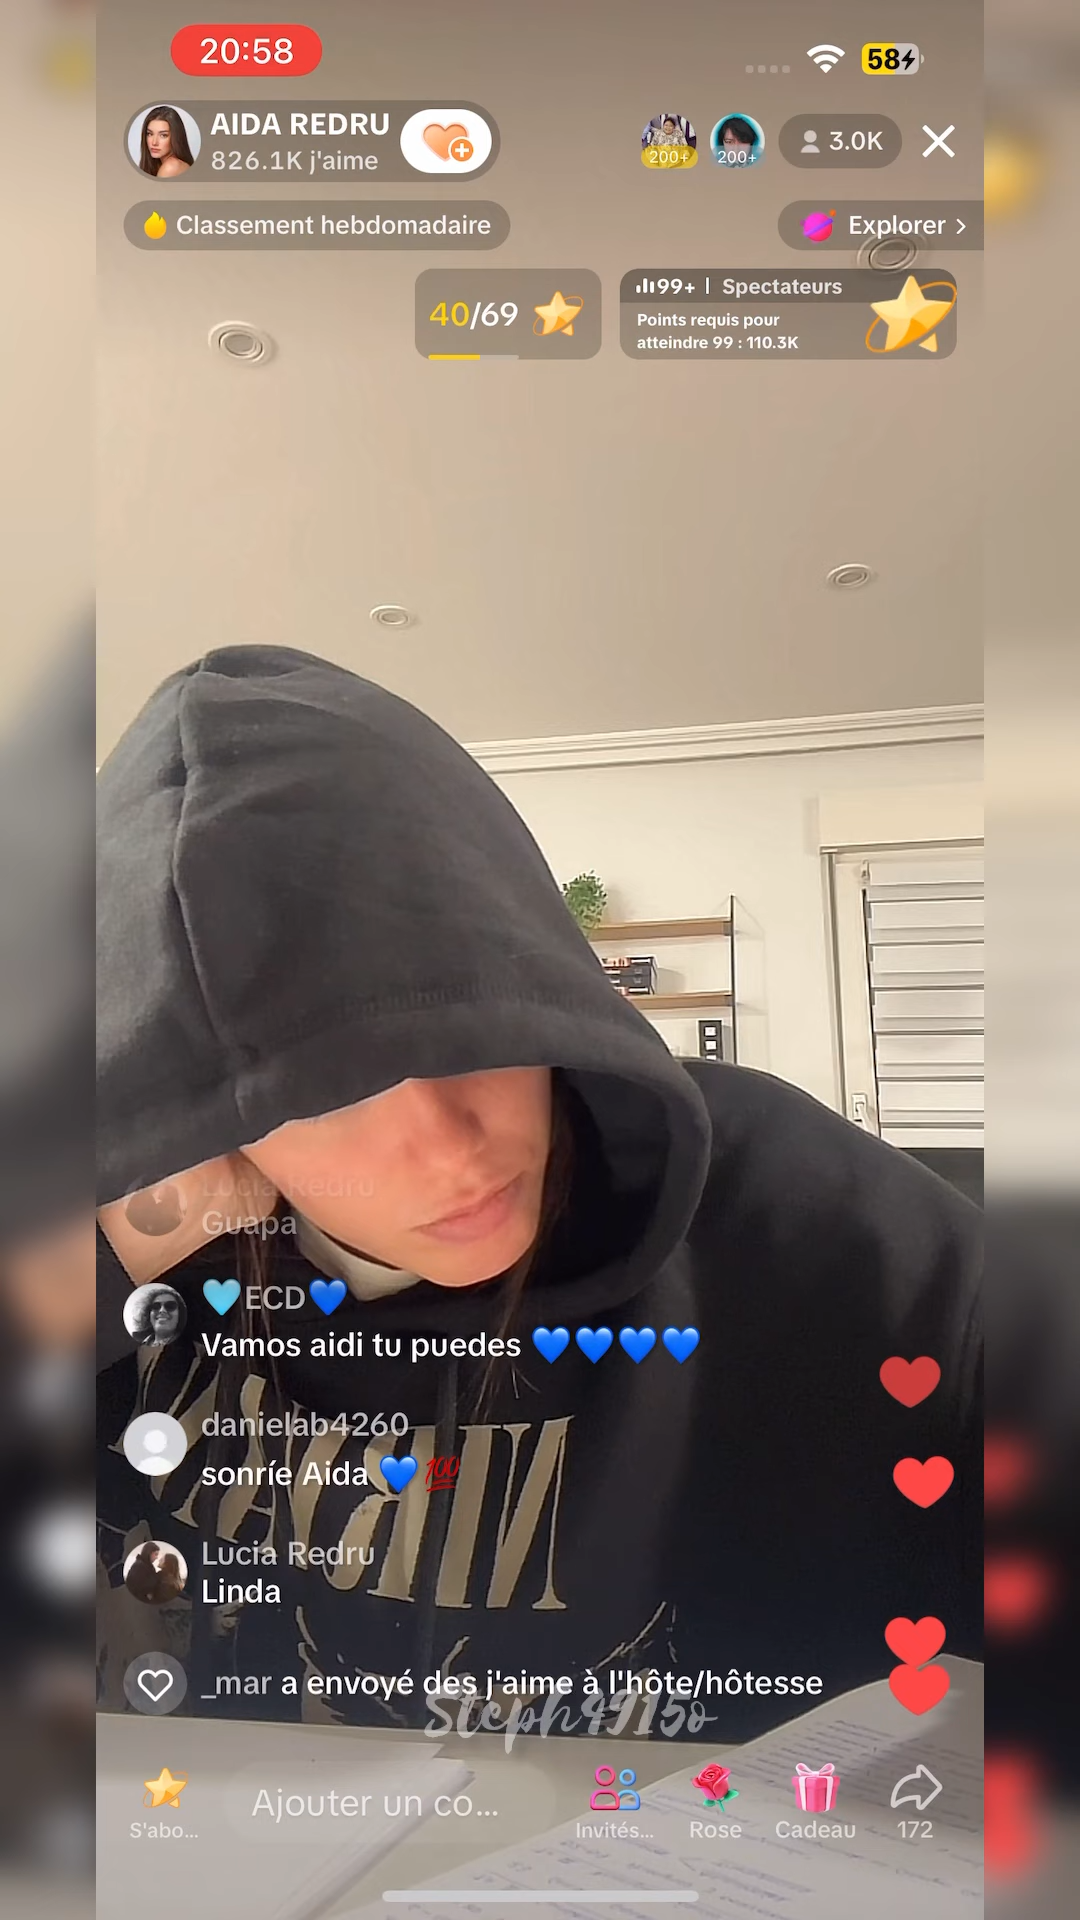 20:58
58
AIDA REDRU
826.1K j'aime
200+
200+
3.0K
Classement hebdomadaire
Explorer >
40/69
99+ | Spectateurs
Points requis pour
atteindre 99 : 110.3K
Lucia Redru
Guapa
🩵ECD💙
Vamos aidi tu puedes 💙💙💙💙
danielab4260
sonríe Aida 💙💯
NIRVANA
Lucia Redru
Linda
_mar a envoyé des j'aime à l'hôte/hôtesse
Steph49150
S'abo...
Ajouter un co...
Invités...
Rose
Cadeau
172